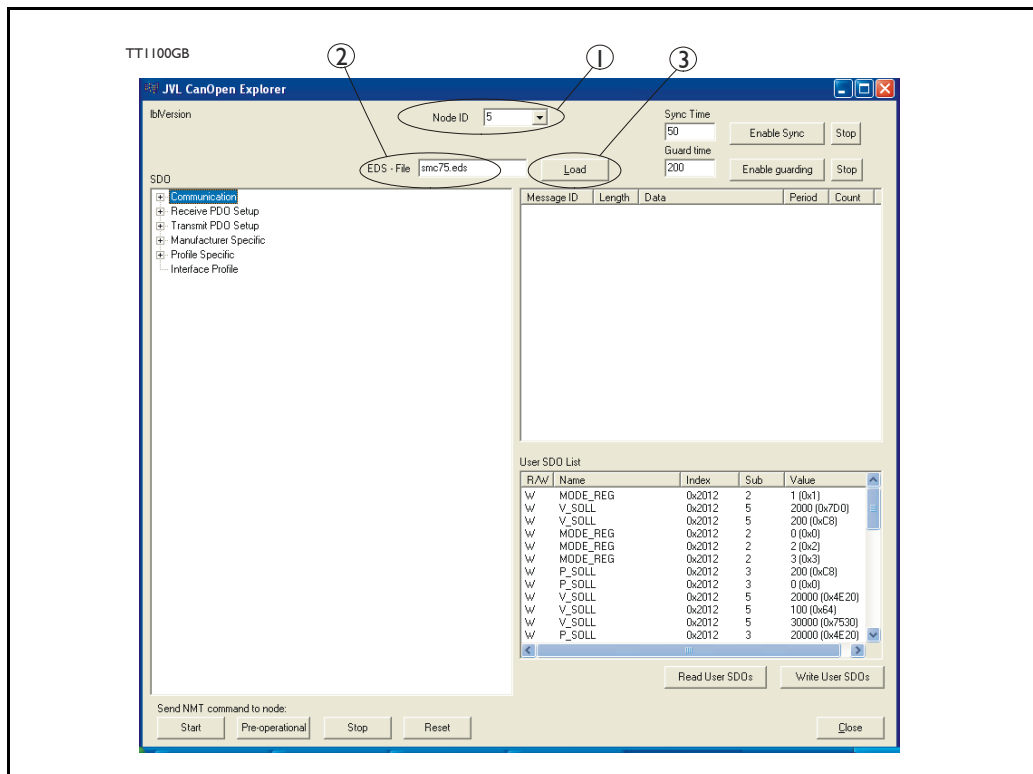 TT1100GB
2 1 3
JVL CanOpen Explorer
lblVersion
Node ID 5
Sync Time
50 Enable Sync Stop
Guard time
EDS - File smc75.eds Load 200 Enable guarding Stop
SDO
Communication
Receive PDO Setup
Transmit PDO Setup
Manufacturer Specific
Profile Specific
Interface Profile
Message ID Length Data Period Count
User SDO List
R/W Name Index Sub Value
W MODE_REG 0x2012 2 1 (0x1)
W V_SOLL 0x2012 5 2000 (0x7D0)
W V_SOLL 0x2012 5 200 (0xC8)
W MODE_REG 0x2012 2 0 (0x0)
W MODE_REG 0x2012 2 2 (0x2)
W MODE_REG 0x2012 2 3 (0x3)
W P_SOLL 0x2012 3 200 (0xC8)
W P_SOLL 0x2012 3 0 (0x0)
W V_SOLL 0x2012 5 20000 (0x4E20)
W V_SOLL 0x2012 5 100 (0x64)
W V_SOLL 0x2012 5 30000 (0x7530)
W P_SOLL 0x2012 3 20000 (0x4E20)
Read User SDOs Write User SDOs
Send NMT command to node:
Start Pre-operational Stop Reset Close